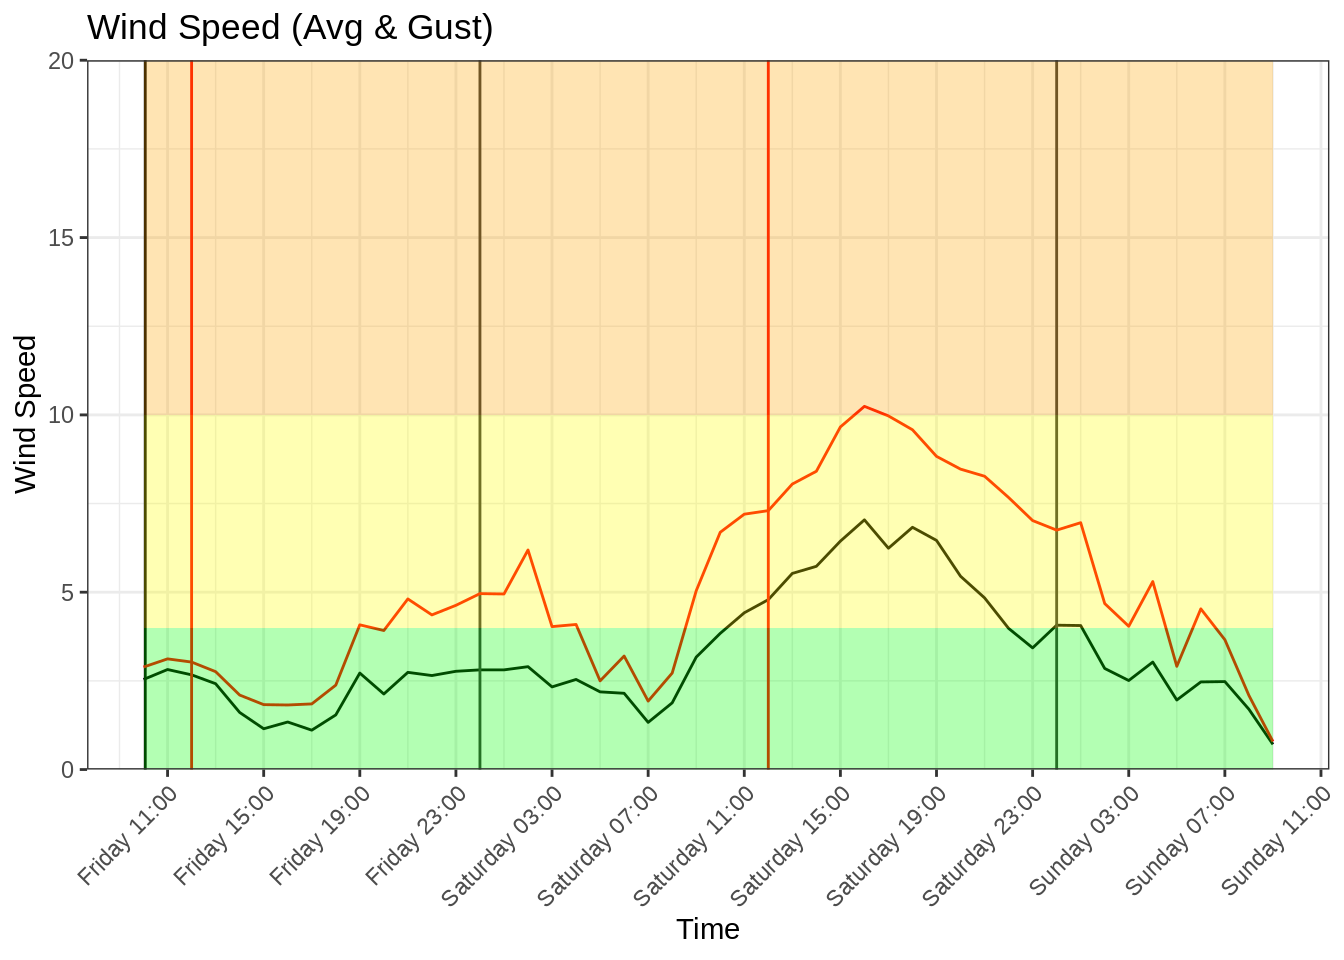 Wind Speed (Avg & Gust)
Wind Speed
20
15
10
5
0
Friday 11:00
Friday 15:00
Friday 19:00
Friday 23:00
Saturday 03:00
Saturday 07:00
Saturday 11:00
Saturday 15:00
Saturday 19:00
Saturday 23:00
Sunday 03:00
Sunday 07:00
Sunday 11:00
Time